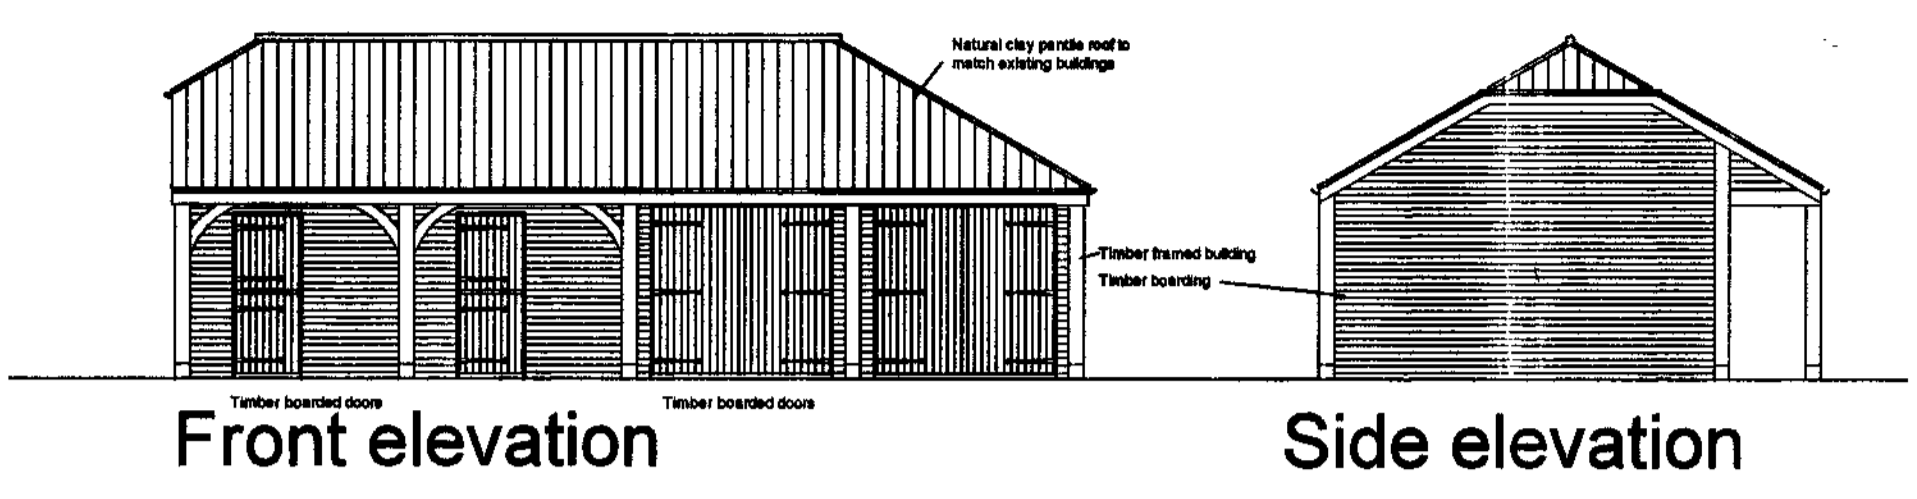 Natural clay pantile roof to
match existing buildings
Timber framed building
Timber boarding
Timber boarded doors
Timber boarded doors
Front elevation
Side elevation